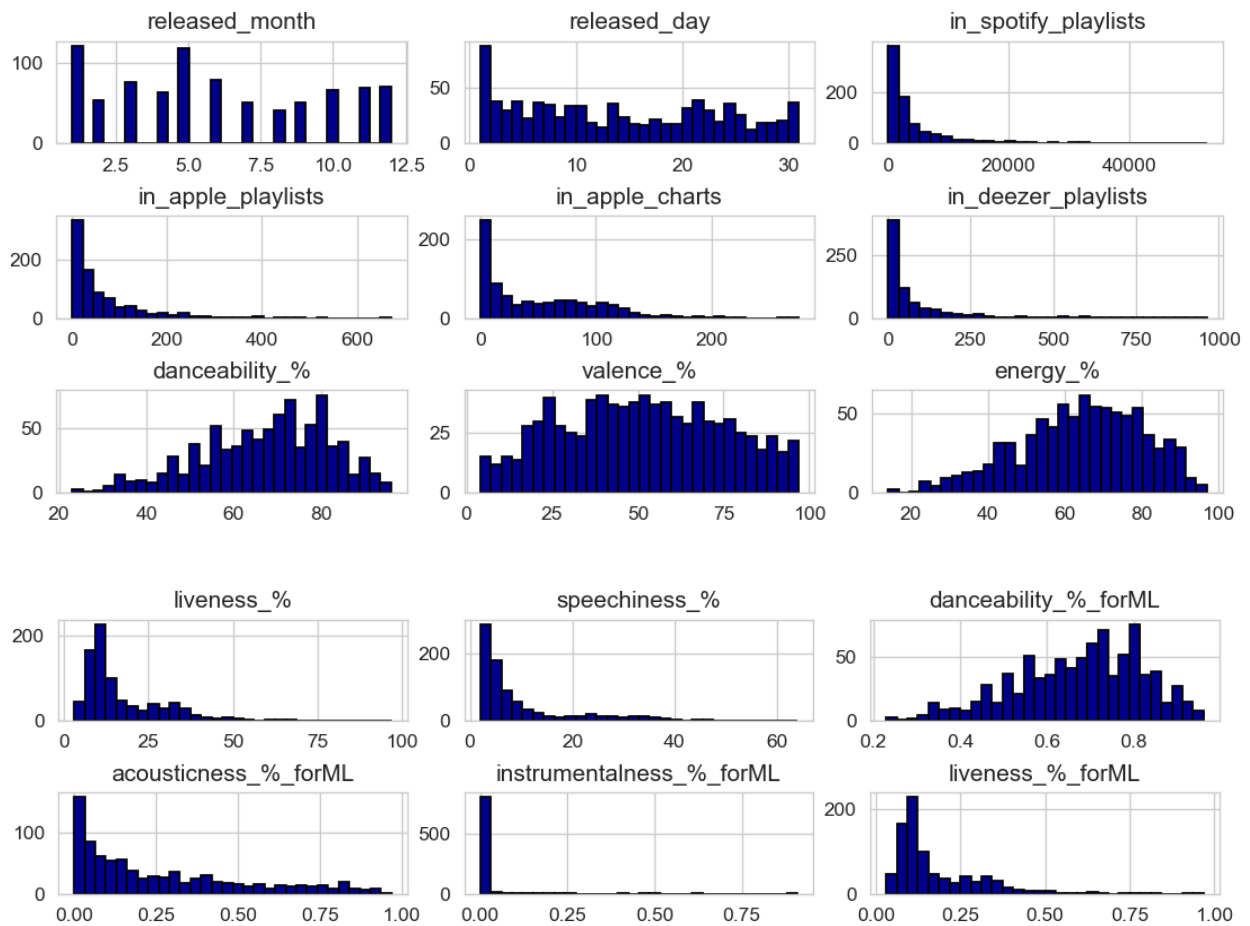 released_month released_day in_spotify_playlists
100
0
2.5 5.0 7.5 10.0 12.5
50
0
10 20 30
200
0
0 20000 40000
in_apple_playlists in_apple_charts in_deezer_playlists
200
0
0 200 400 600
200
0
0 100 200
250
0
0 250 500 750 1000
danceability_% valence_% energy_%
50
0
20 40 60 80
25
0
0 25 50 75 100
50
0
20 40 60 80 100
liveness_% speechiness_% danceability_%_forML
200
0
0 25 50 75 100
200
0
0 20 40 60
50
0
0.2 0.4 0.6 0.8
acousticness_%_forML instrumentalness_%_forML liveness_%_forML
100
0
0.00 0.25 0.50 0.75 1.00
500
0
0.00 0.25 0.50 0.75
200
0
0.00 0.25 0.50 0.75 1.00